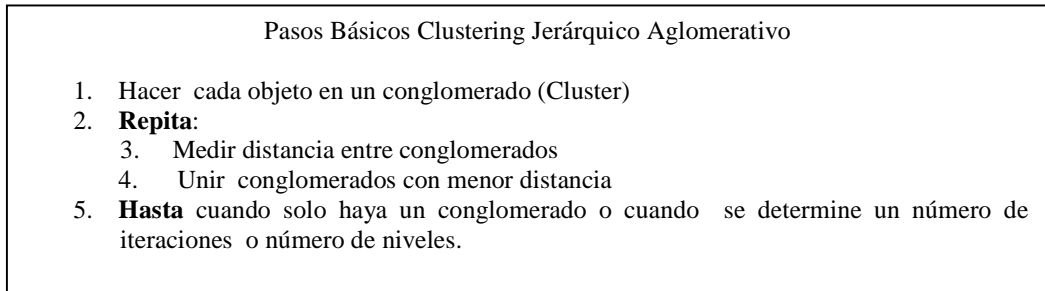 Pasos Básicos Clustering Jerárquico Aglomerativo
1. Hacer cada objeto en un conglomerado (Cluster)
2. Repita:
3. Medir distancia entre conglomerados
4. Unir conglomerados con menor distancia
5. Hasta cuando solo haya un conglomerado o cuando se determine un número de
iteraciones o número de niveles.